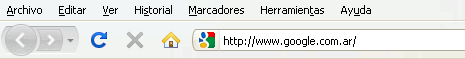 Archivo Editar Ver Historial Marcadores Herramientas Ayuda
http://www.google.com.ar/